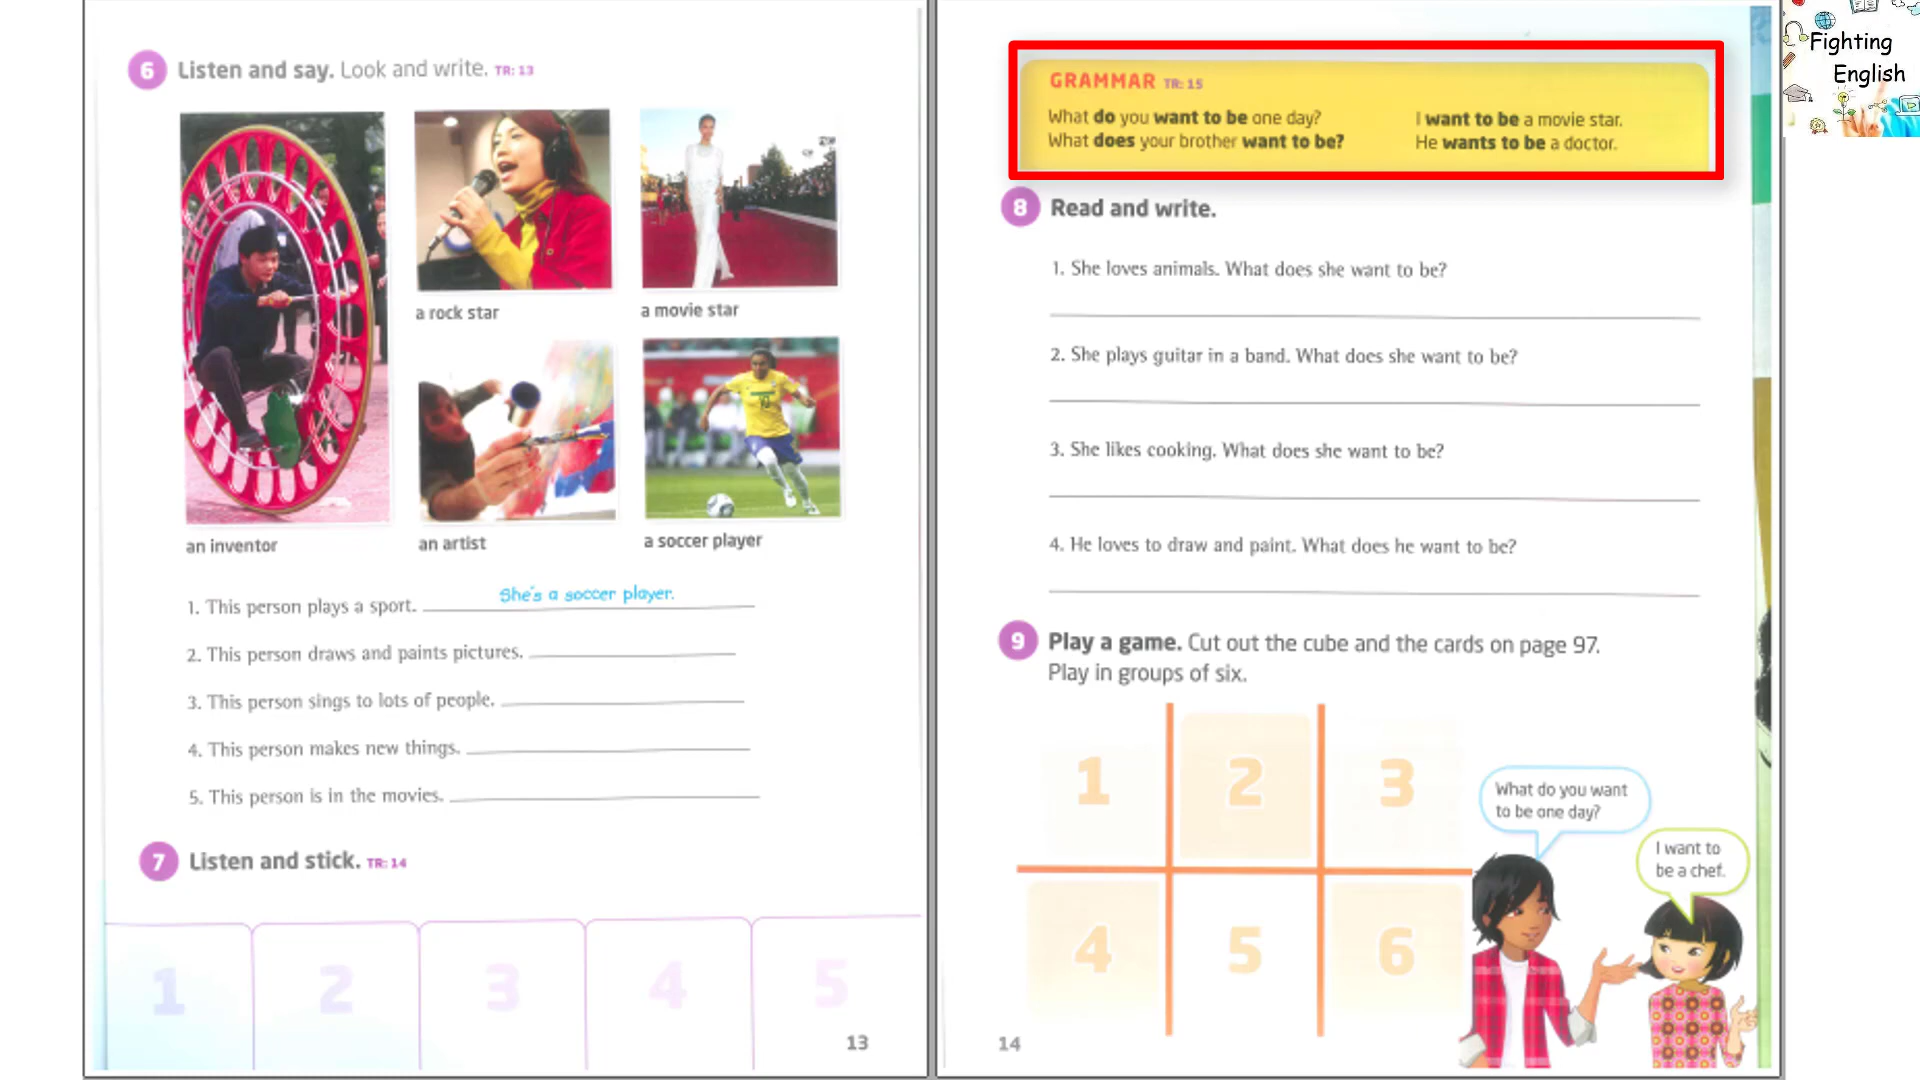 6 Listen and say. Look and write. TR: 13
a rock star
a movie star
an inventor
an artist
a soccer player
1. This person plays a sport. She's a soccer player.
2. This person draws and paints pictures.
3. This person sings to lots of people.
4. This person makes new things.
5. This person is in the movies.
7 Listen and stick. TR: 14
1 2 3 4 5
13
GRAMMAR TR: 15
What do you want to be one day? I want to be a movie star.
What does your brother want to be? He wants to be a doctor.
8 Read and write.
1. She loves animals. What does she want to be?
2. She plays guitar in a band. What does she want to be?
3. She likes cooking. What does she want to be?
4. He loves to draw and paint. What does he want to be?
9 Play a game. Cut out the cube and the cards on page 97.
Play in groups of six.
1 2 3
4 5 6
What do you want
to be one day?
I want to
be a chef.
14
Fighting
English